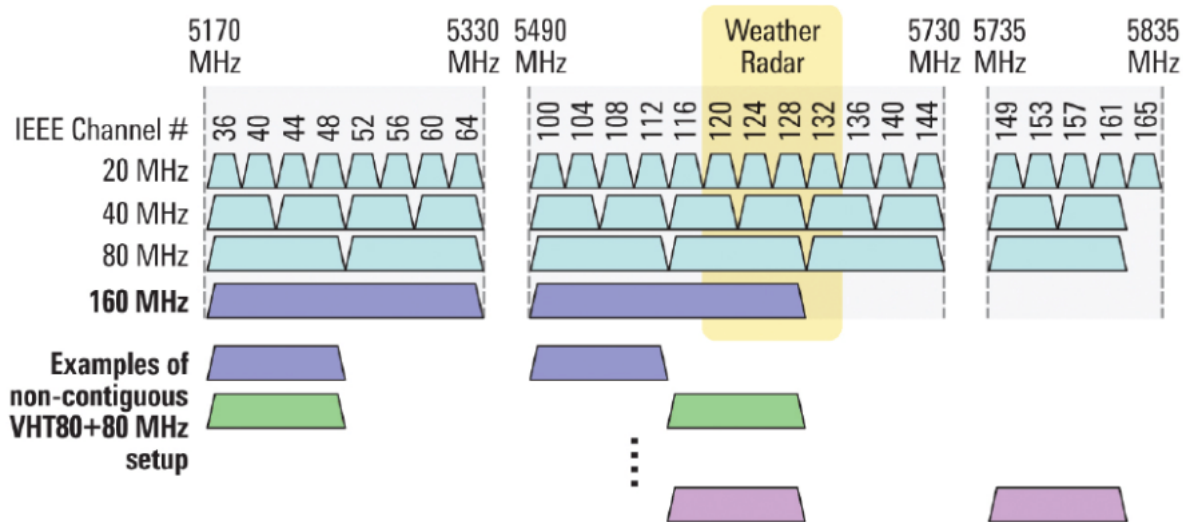 5170 MHz
5330 MHz
5490 MHz
Weather Radar
5730 MHz
5735 MHz
5835 MHz
IEEE Channel #
36 40 44 48 52 56 60 64 100 104 108 112 116 120 124 128 132 136 140 144 149 153 157 161 165
20 MHz
40 MHz
80 MHz
160 MHz
Examples of
non-contiguous
VHT80+80 MHz
setup